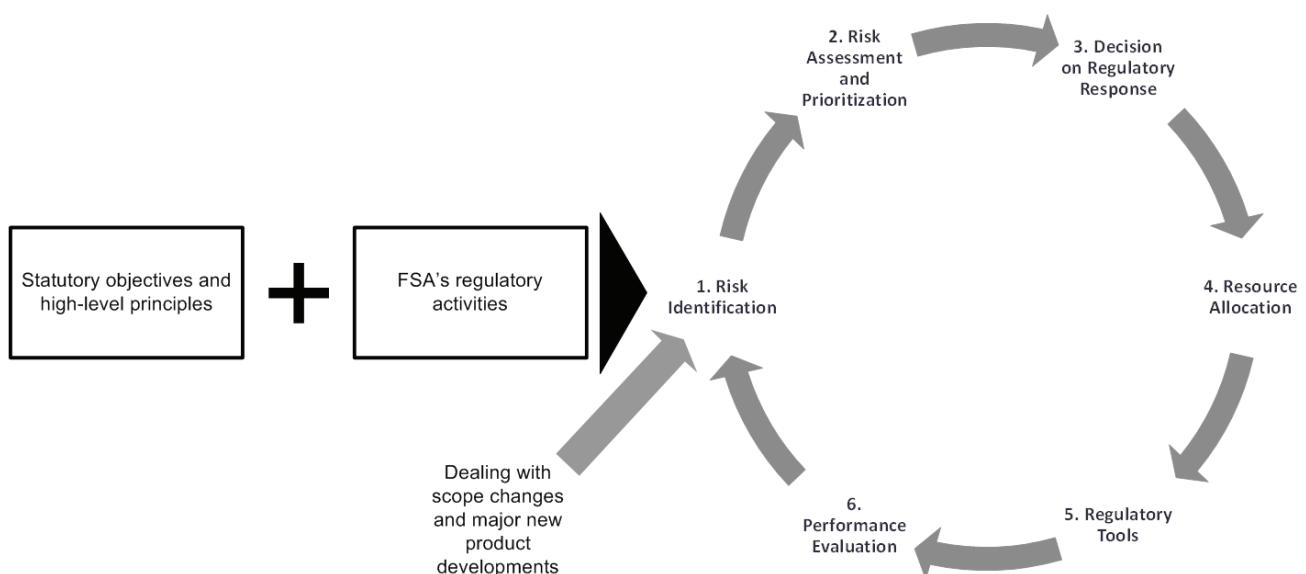 Statutory objectives and
high-level principles
+
FSA's regulatory
activities
1. Risk
Identification
2. Risk
Assessment
and
Prioritization
3. Decision
on Regulatory
Response
4. Resource
Allocation
5. Regulatory
Tools
6.
Performance
Evaluation
Dealing with
scope changes
and major new
product
developments